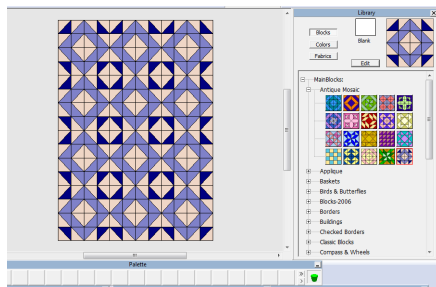 Library
Blocks
Colors
Fabrics
Blank
Edit
MainBlocks:
Antique Mosaic
Applique
Baskets
Birds & Butterflies
Blocks-2006
Borders
Buildings
Checked Borders
Classic Blocks
Compass & Wheels
Palette